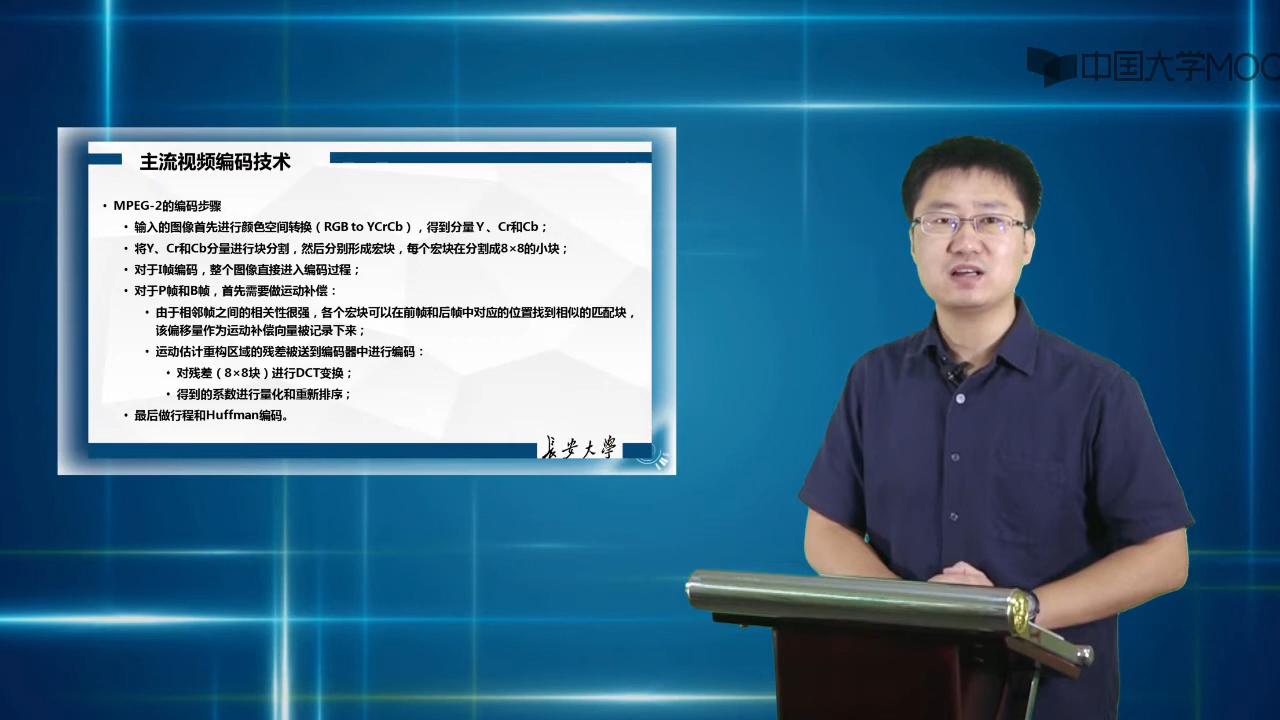 中国大学MOO
主流视频编码技术
• MPEG-2的编码步骤
• 输入的图像首先进行颜色空间转换（RGB to YCrCb），得到分量Y、Cr和Cb；
• 将Y、Cr和Cb分量进行块分割，然后分别形成宏块，每个宏块在分割成8×8的小块；
• 对于I帧编码，整个图像直接进入编码过程；
• 对于P帧和B帧，首先需要做运动补偿：
• 由于相邻帧之间的相关性很强，各个宏块可以在前帧和后帧中对应的位置找到相似的匹配块，
该偏移量作为运动补偿向量被记录下来；
• 运动估计重构区域的残差被送到编码器中进行编码：
• 对残差（8×8块）进行DCT变换；
• 得到的系数进行量化和重新排序；
• 最后做行程和Huffman编码。
长安大学